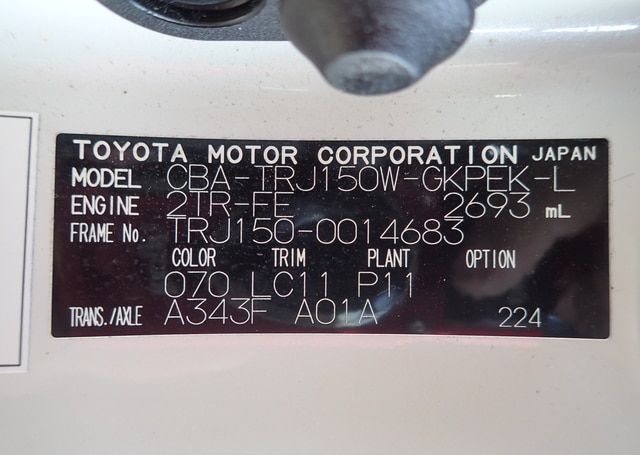 TOYOTA MOTOR CORPORATION JAPAN
MODEL CBA-TRJ150W-GKPEK-L
ENGINE 2TR-FE 2693 mL
FRAME No. TRJ150-0014683
COLOR TRIM PLANT OPTION
070 LC11 P11
TRANS./AXLE A343F A01A 224